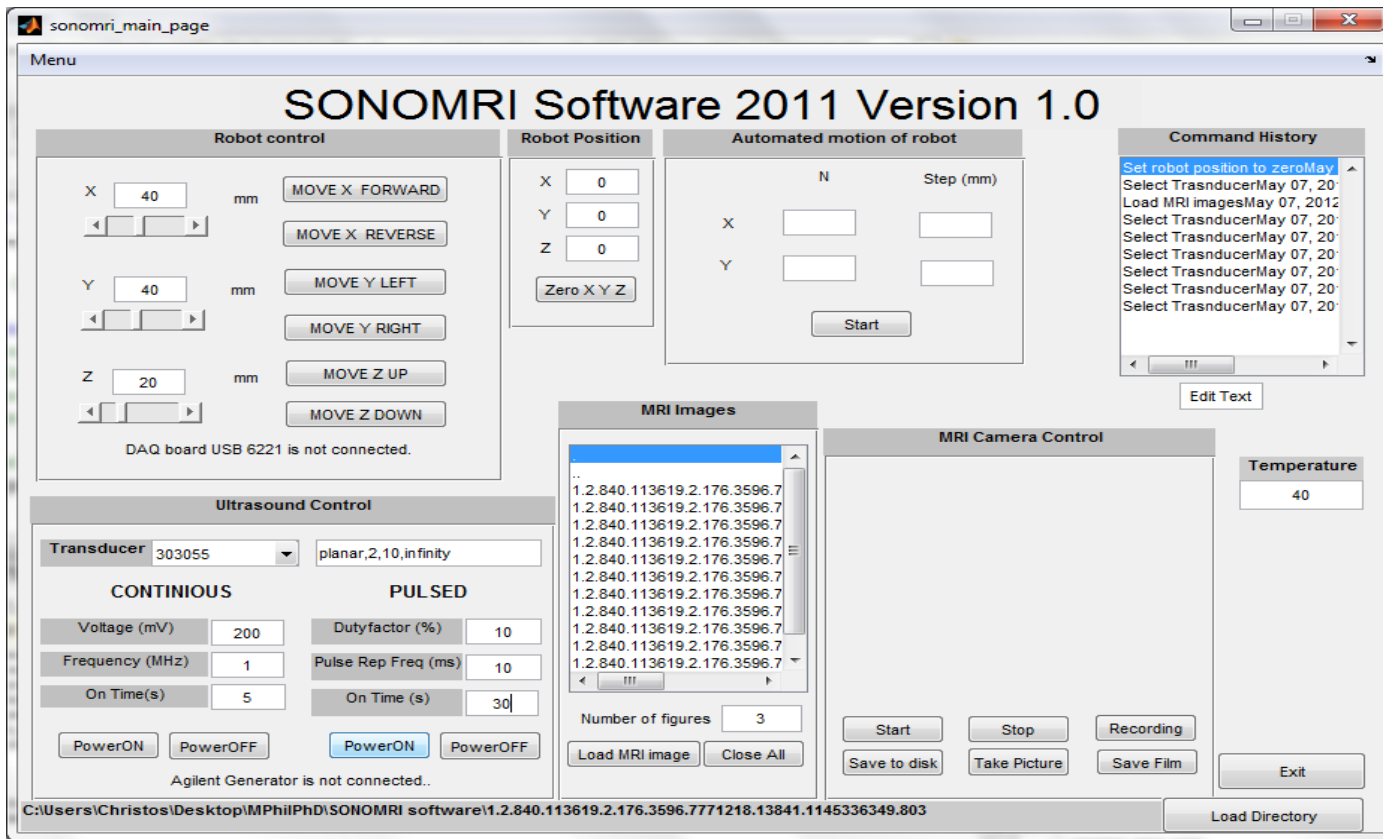 sonomri_main_page
Menu
SONOMRI Software 2011 Version 1.0
Robot control
X
40
mm
MOVE X FORWARD
MOVE X REVERSE
Y
40
mm
MOVE Y LEFT
MOVE Y RIGHT
Z
20
mm
MOVE Z UP
MOVE Z DOWN
DAQ board USB 6221 is not connected.
Robot Position
X 0
Y 0
Z 0
Zero X Y Z
Automated motion of robot
N Step (mm)
X
Y
Start
Command History
Set robot position to zeroMay
Select TrasnducerMay 07, 20
Load MRI imagesMay 07, 2012
Select TrasnducerMay 07, 20
Select TrasnducerMay 07, 20
Select TrasnducerMay 07, 20
Select TrasnducerMay 07, 20
Select TrasnducerMay 07, 20
Select TrasnducerMay 07, 20
Edit Text
Ultrasound Control
Transducer 303055 planar,2,10,infinity
CONTINIOUS
Voltage (mV) 200
Frequency (MHz) 1
On Time(s) 5
PowerON PowerOFF
PULSED
Dutyfactor (%) 10
Pulse Rep Freq (ms) 10
On Time (s) 30
PowerON PowerOFF
Agilent Generator is not connected..
MRI Images
.
..
1.2.840.113619.2.176.3596.7
1.2.840.113619.2.176.3596.7
1.2.840.113619.2.176.3596.7
1.2.840.113619.2.176.3596.7
1.2.840.113619.2.176.3596.7
1.2.840.113619.2.176.3596.7
1.2.840.113619.2.176.3596.7
1.2.840.113619.2.176.3596.7
1.2.840.113619.2.176.3596.7
1.2.840.113619.2.176.3596.7
1.2.840.113619.2.176.3596.7
Number of figures 3
Load MRI image Close All
MRI Camera Control
Start Stop Recording
Save to disk Take Picture Save Film
Temperature
40
Exit
C:\Users\Christos\Desktop\MPhilPhD\SONOMRI software\1.2.840.113619.2.176.3596.7771218.13841.1145336349.803
Load Directory